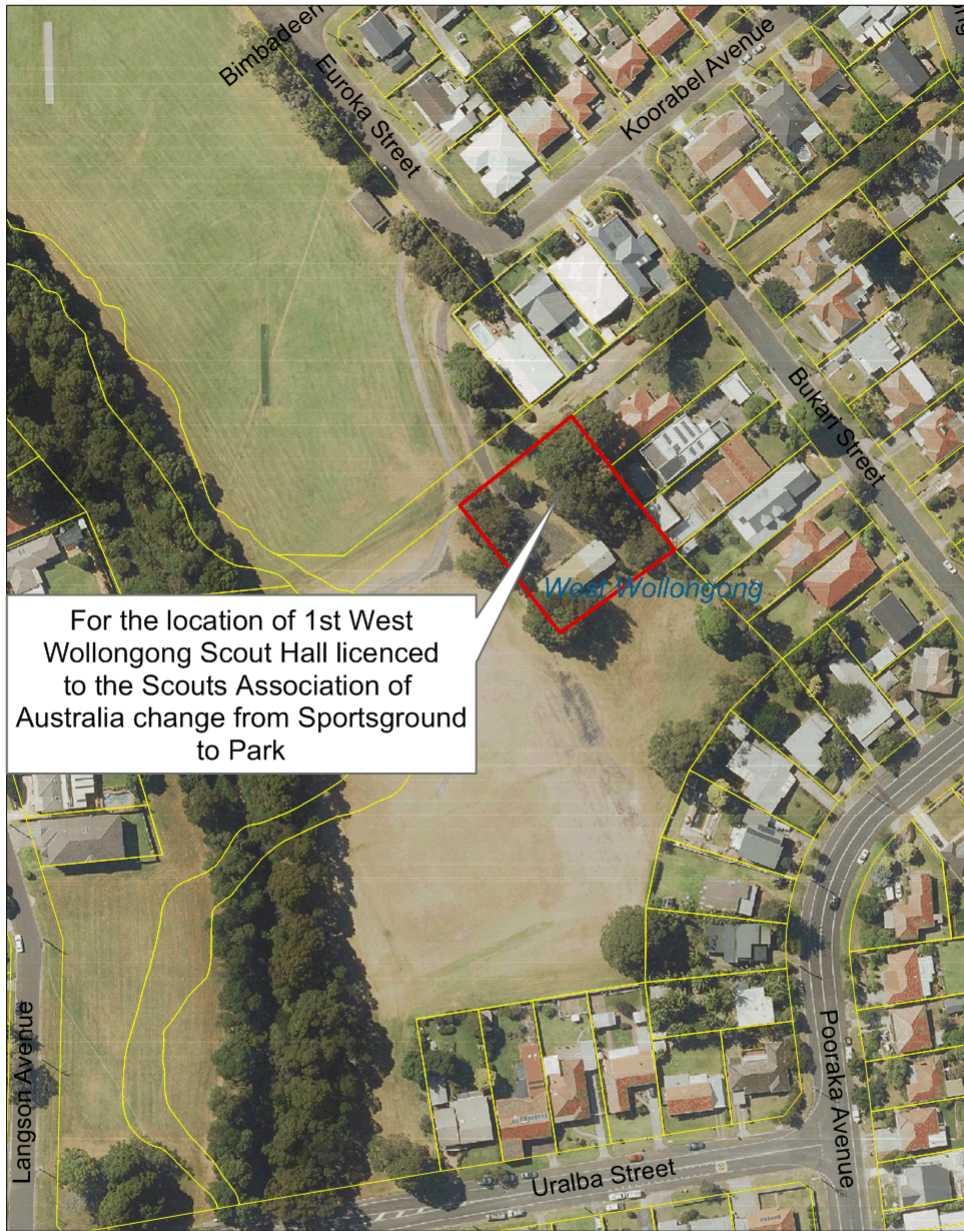 Bimbadeen
Euroka Street
Koorabel Avenue
Bukari Street
West Wollongong
For the location of 1st West
Wollongong Scout Hall licenced
to the Scouts Association of
Australia change from Sportsground
to Park
Langson Avenue
Pooraka Avenue
Uralba Street